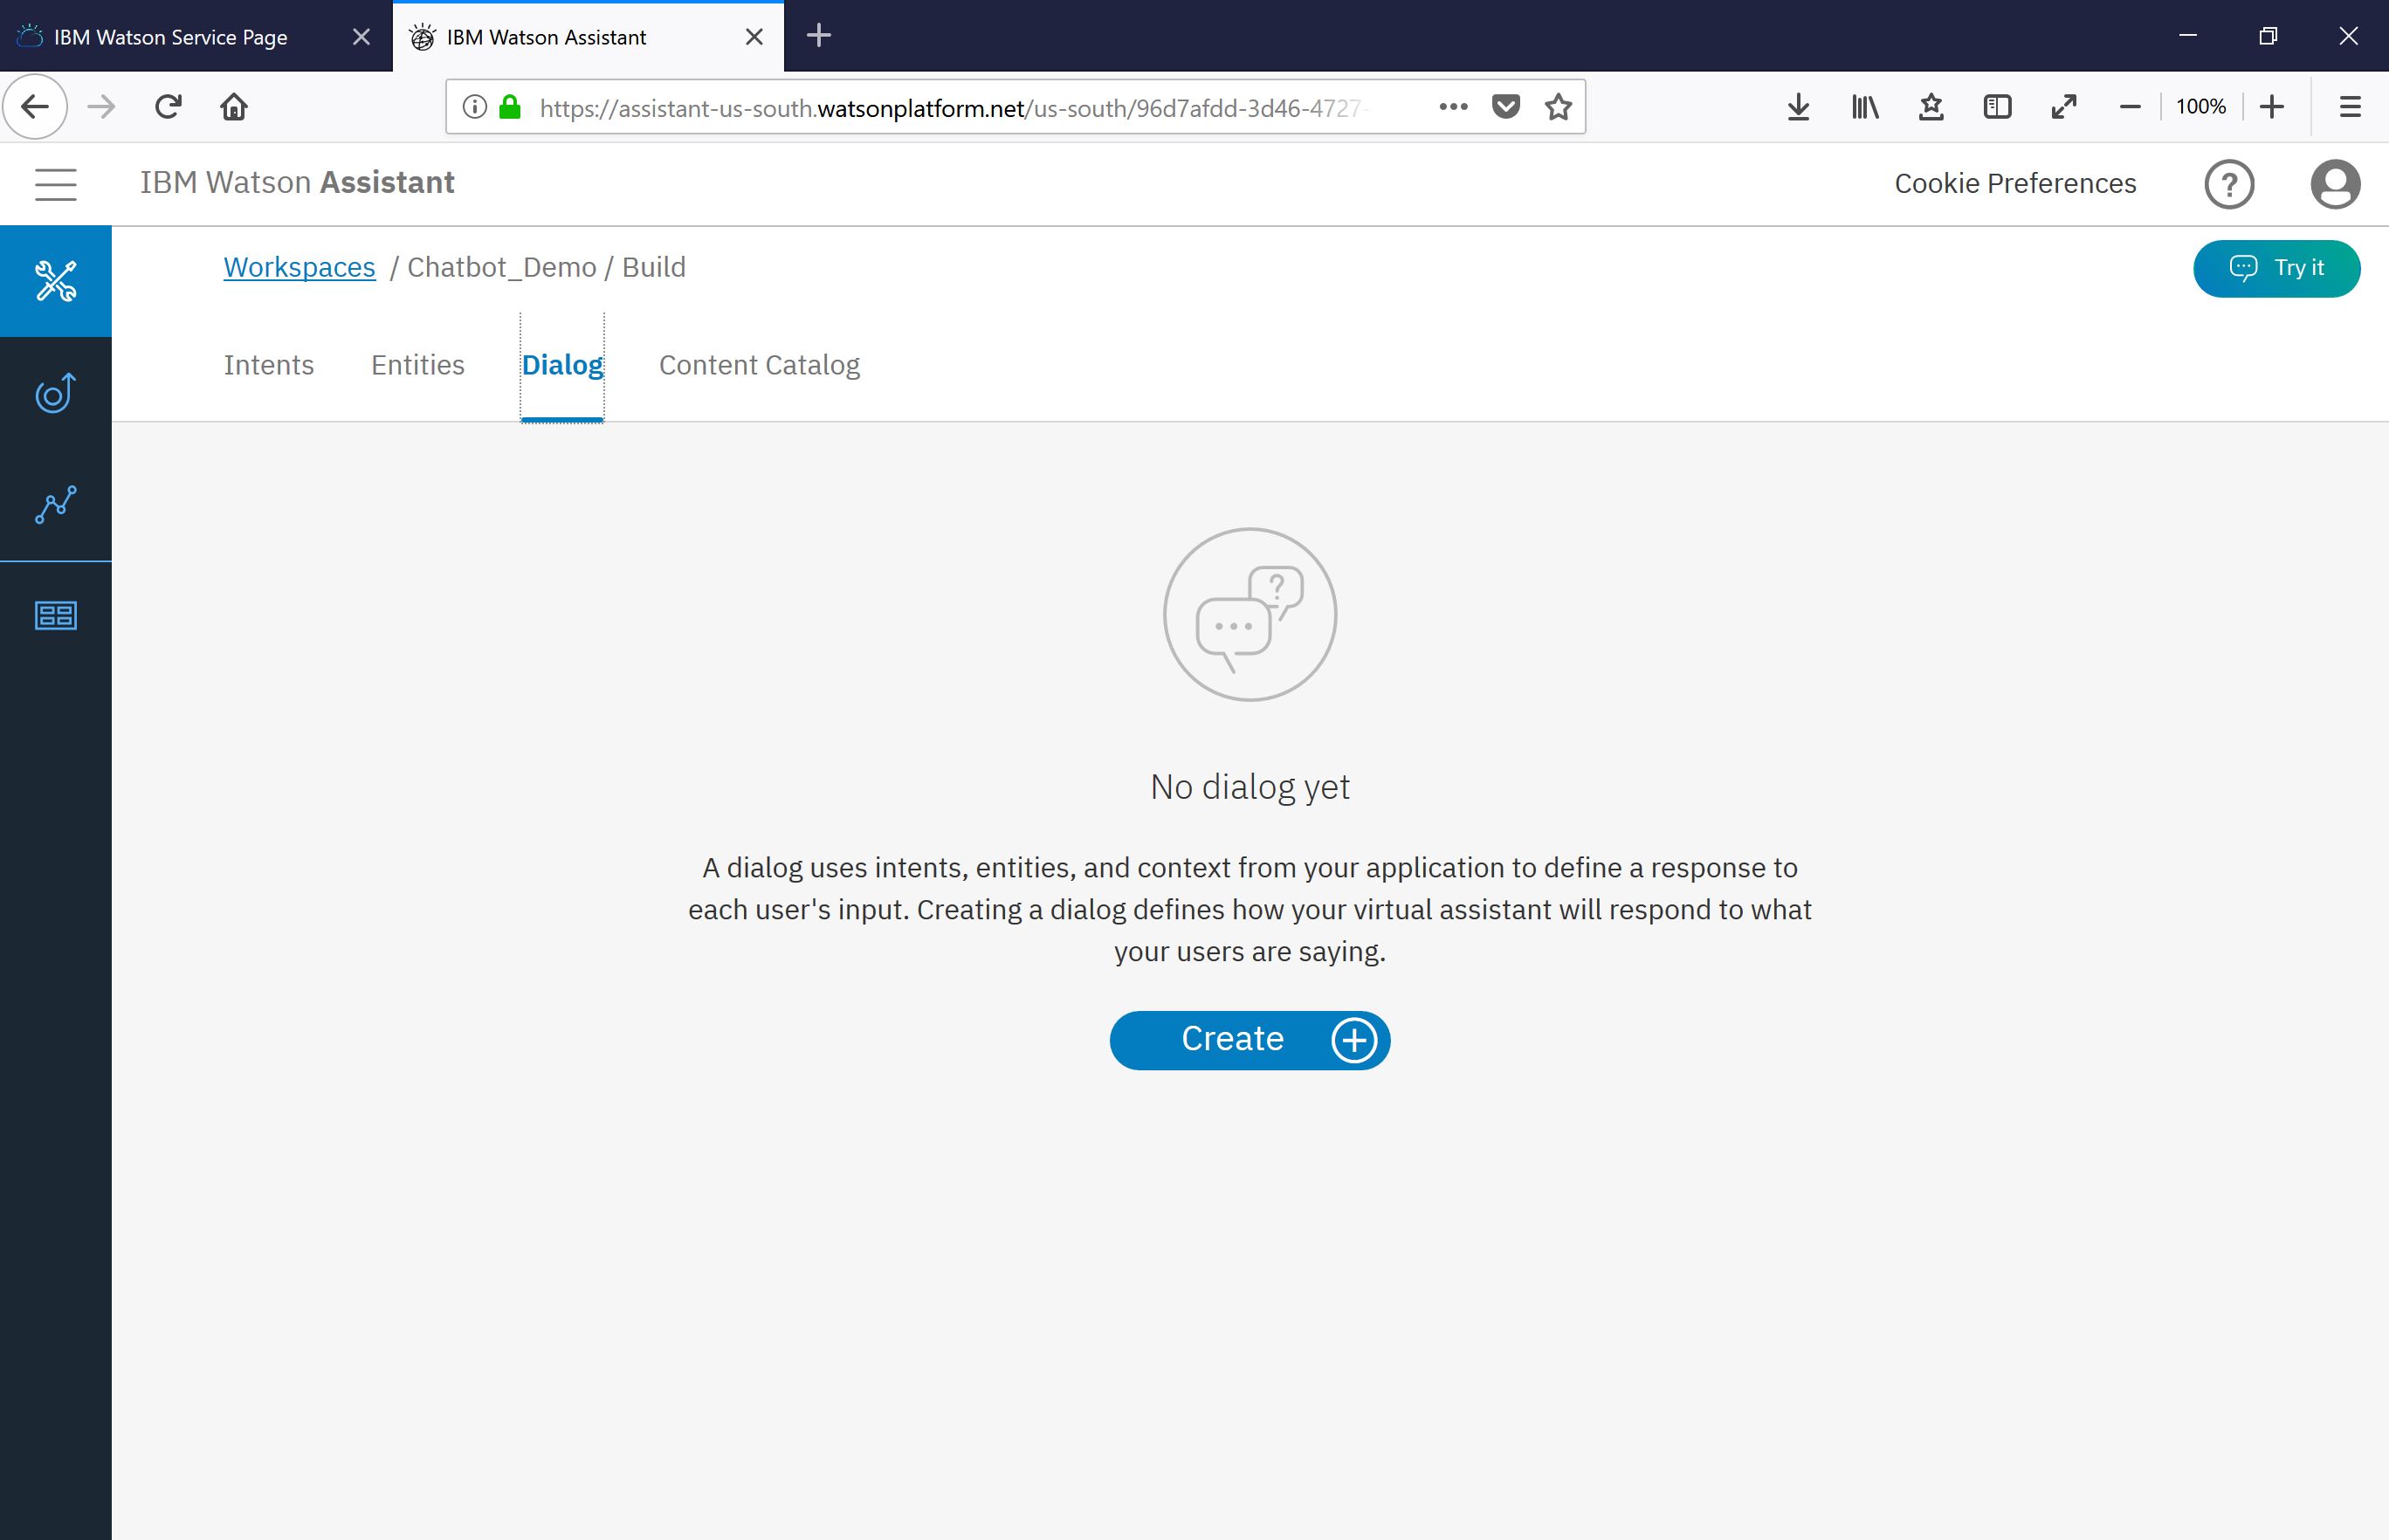 IBM Watson Service Page
IBM Watson Assistant
https://assistant-us-south.watsonplatform.net/us-south/96d7afdd-3d46-4727-
100%
IBM Watson Assistant
Cookie Preferences
?
Workspaces / Chatbot_Demo / Build
Try it
Intents
Entities
Dialog
Content Catalog
?
No dialog yet
A dialog uses intents, entities, and context from your application to define a response to
each user's input. Creating a dialog defines how your virtual assistant will respond to what
your users are saying.
Create